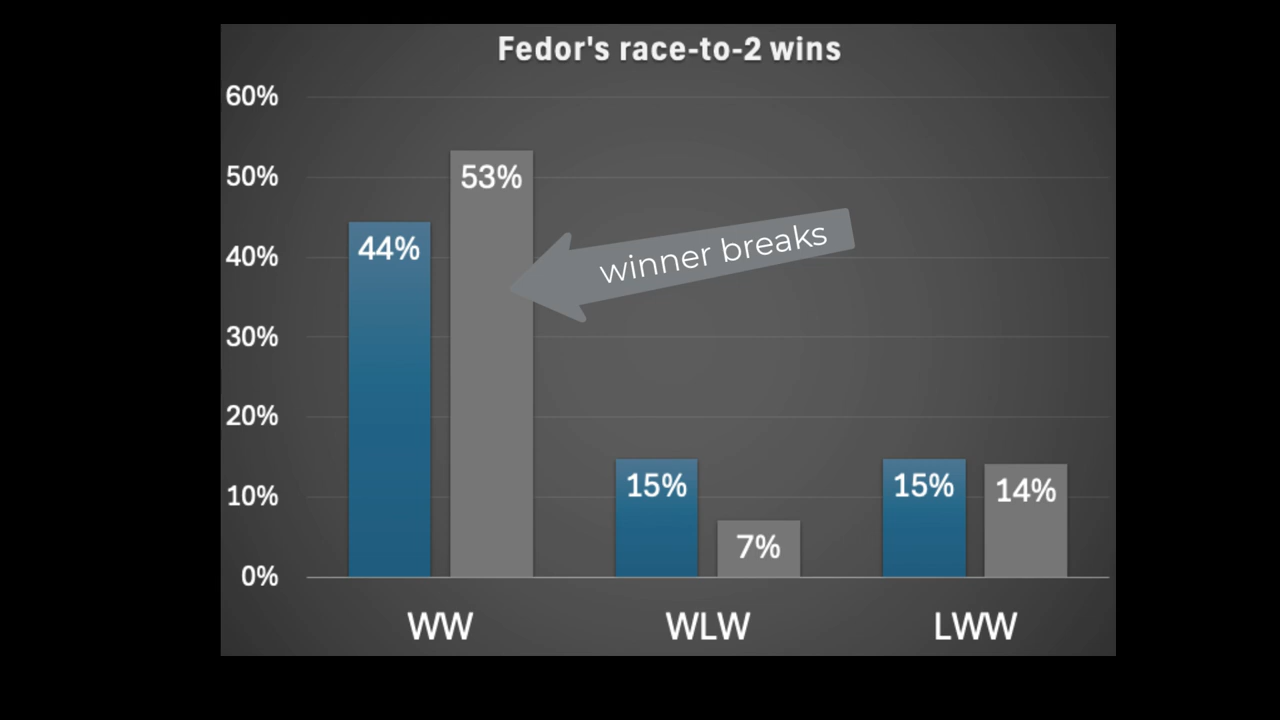 Fedor's race-to-2 wins
60%
50%
40%
30%
20%
10%
0%
44%
53%
winner breaks
15%
7%
15%
14%
WW
WLW
LWW